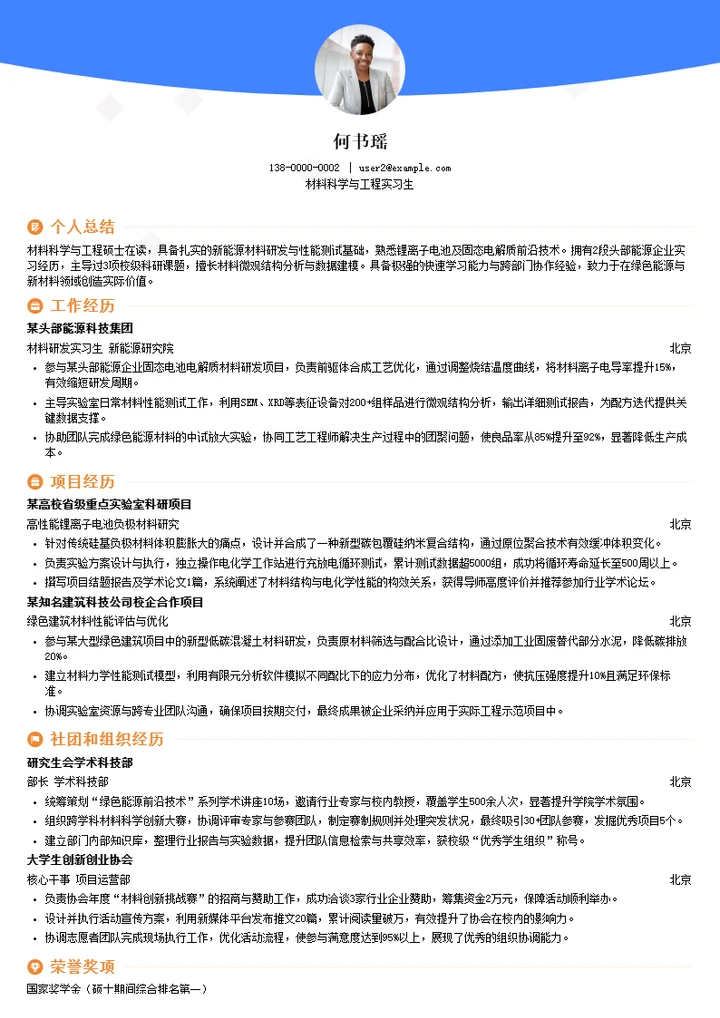 何书瑶
138-0000-0002 | user2@example.com
材料科学与工程实习生
个人总结
材料科学与工程硕士在读，具备扎实的新能源材料研发与性能测试基础，熟悉锂离子电池及固态电解质前沿技术。拥有2段头部能源企业实
习经历，主导过3项校级科研课题，擅长材料微观结构分析与数据建模。具备极强的快速学习能力与跨部门协作经验，致力于在绿色能源与
新材料领域创造实际价值。
工作经历
某头部能源科技集团
材料研发实习生 新能源研究院 北京
• 参与某头部能源企业固态电池电解质材料研发项目，负责前驱体合成工艺优化，通过调整烧结温度曲线，将材料离子电导率提升15%，
有效缩短研发周期。
• 主导实验室日常材料性能测试工作，利用SEM、XRD等表征设备对200+组样品进行微观结构分析，输出详细测试报告，为配方迭代提供关
键数据支撑。
• 协助团队完成绿色能源材料的中试放大实验，协同工艺工程师解决生产过程中的团聚问题，使良品率从85%提升至92%，显著降低生产成
本。
项目经历
某高校省级重点实验室科研项目
高性能锂离子电池负极材料研究 北京
• 针对传统硅基负极材料体积膨胀大的痛点，设计并合成了一种新型碳包覆硅纳米复合结构，通过原位聚合技术有效缓冲体积变化。
• 负责实验方案设计与执行，独立操作电化学工作站进行充放电循环测试，累计测试数据超5000组，成功将循环寿命延长至500周以上。
• 撰写项目结题报告及学术论文1篇，系统阐述了材料结构与电化学性能的构效关系，获得导师高度评价并推荐参加行业学术论坛。
某知名建筑科技公司校企合作项目
绿色建筑材料性能评估与优化 北京
• 参与某大型绿色建筑项目中的新型低碳混凝土材料研发，负责原材料筛选与配合比设计，通过添加工业固废替代部分水泥，降低碳排放
20%。
• 建立材料力学性能测试模型，利用有限元分析软件模拟不同配比下的应力分布，优化了材料配方，使抗压强度提升10%且满足环保标
准。
• 协调实验室资源与跨专业团队沟通，确保项目按期交付，最终成果被企业采纳并应用于实际工程示范项目中。
社团和组织经历
研究生会学术科技部
部长 学术科技部 北京
• 统筹策划“绿色能源前沿技术”系列学术讲座10场，邀请行业专家与校内教授，覆盖学生500余人次，显著提升学院学术氛围。
• 组织跨学科材料科学创新大赛，协调评审专家与参赛团队，制定赛制规则并处理突发状况，最终吸引30+团队参赛，发掘优秀项目5个。
• 建立部门内部知识库，整理行业报告与实验数据，提升团队信息检索与共享效率，获校级“优秀学生组织”称号。
大学生创新创业协会
核心干事 项目运营部 北京
• 负责协会年度“材料创新挑战赛”的招商与赞助工作，成功洽谈3家行业企业赞助，筹集资金2万元，保障活动顺利举办。
• 设计并执行活动宣传方案，利用新媒体平台发布推文20篇，累计阅读量破万，有效提升了协会在校内的影响力。
• 协调志愿者团队完成现场执行工作，优化活动流程，使参与满意度达到95%以上，展现了优秀的组织协调能力。
荣誉奖项
国家奖学金（硕士期间综合排名第一）